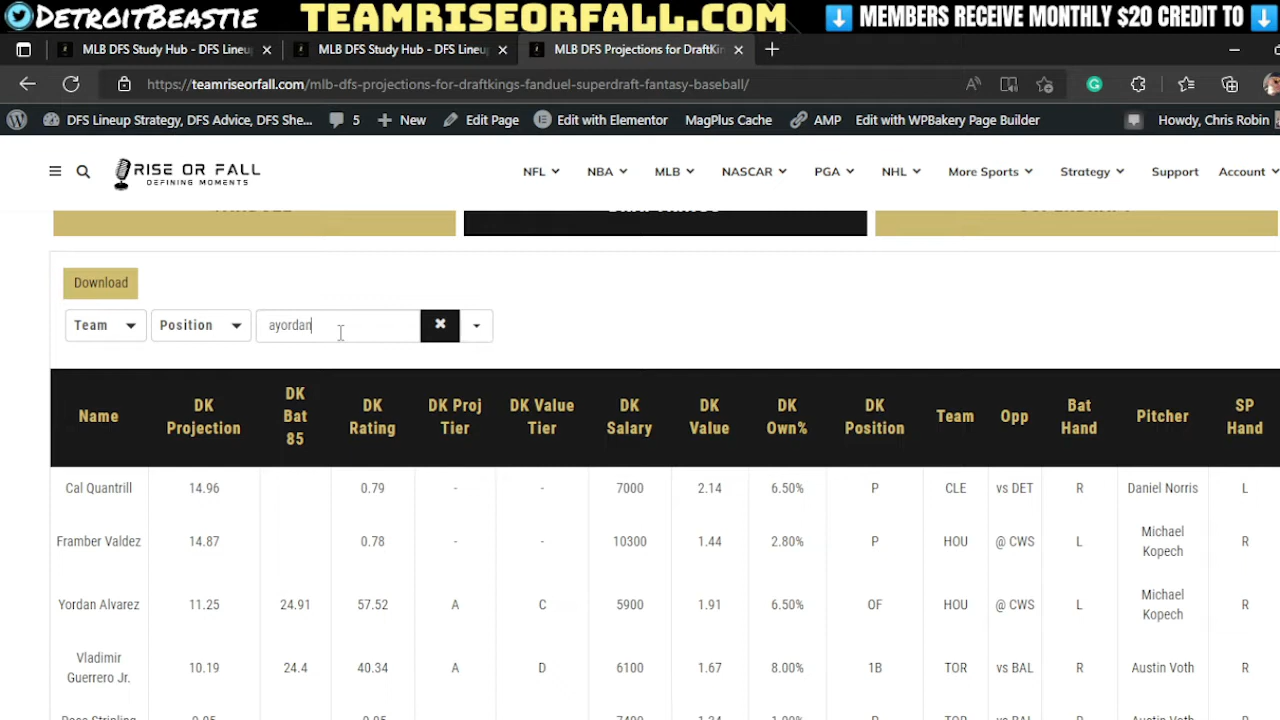 DETROITBEASTIE
TEAMRISEORFALL.COM
MEMBERS RECEIVE MONTHLY $20 CREDIT TO
MLB DFS Study Hub - DFS Lineu
MLB DFS Study Hub - DFS Lineu
MLB DFS Projections for DraftKin
https://teamriseorfall.com/mlb-dfs-projections-for-draftkings-fanduel-superdraft-fantasy-baseball/
DFS Lineup Strategy, DFS Advice, DFS She...
5
New
Edit Page
Edit with Elementor
MagPlus Cache
AMP
Edit with WPBakery Page Builder
Howdy, Chris Robin
RISE OR FALL
DEFINING MOMENTS
NFL
NBA
MLB
NASCAR
PGA
NHL
More Sports
Strategy
Support
Account
Download
Team
Position
ayordan
Name
DK Projection
DK Bat 85
DK Rating
DK Proj Tier
DK Value Tier
DK Salary
DK Value
DK Own%
DK Position
Team
Opp
Bat Hand
Pitcher
SP Hand
Cal Quantrill 14.96 0.79 - - 7000 2.14 6.50% P CLE vs DET R Daniel Norris L
Framber Valdez 14.87 0.78 - - 10300 1.44 2.80% P HOU @ CWS L Michael Kopech R
Yordan Alvarez 11.25 24.91 57.52 A C 5900 1.91 6.50% OF HOU @ CWS L Michael Kopech R
Vladimir Guerrero Jr. 10.19 24.4 40.34 A D 6100 1.67 8.00% 1B TOR vs BAL R Austin Voth R